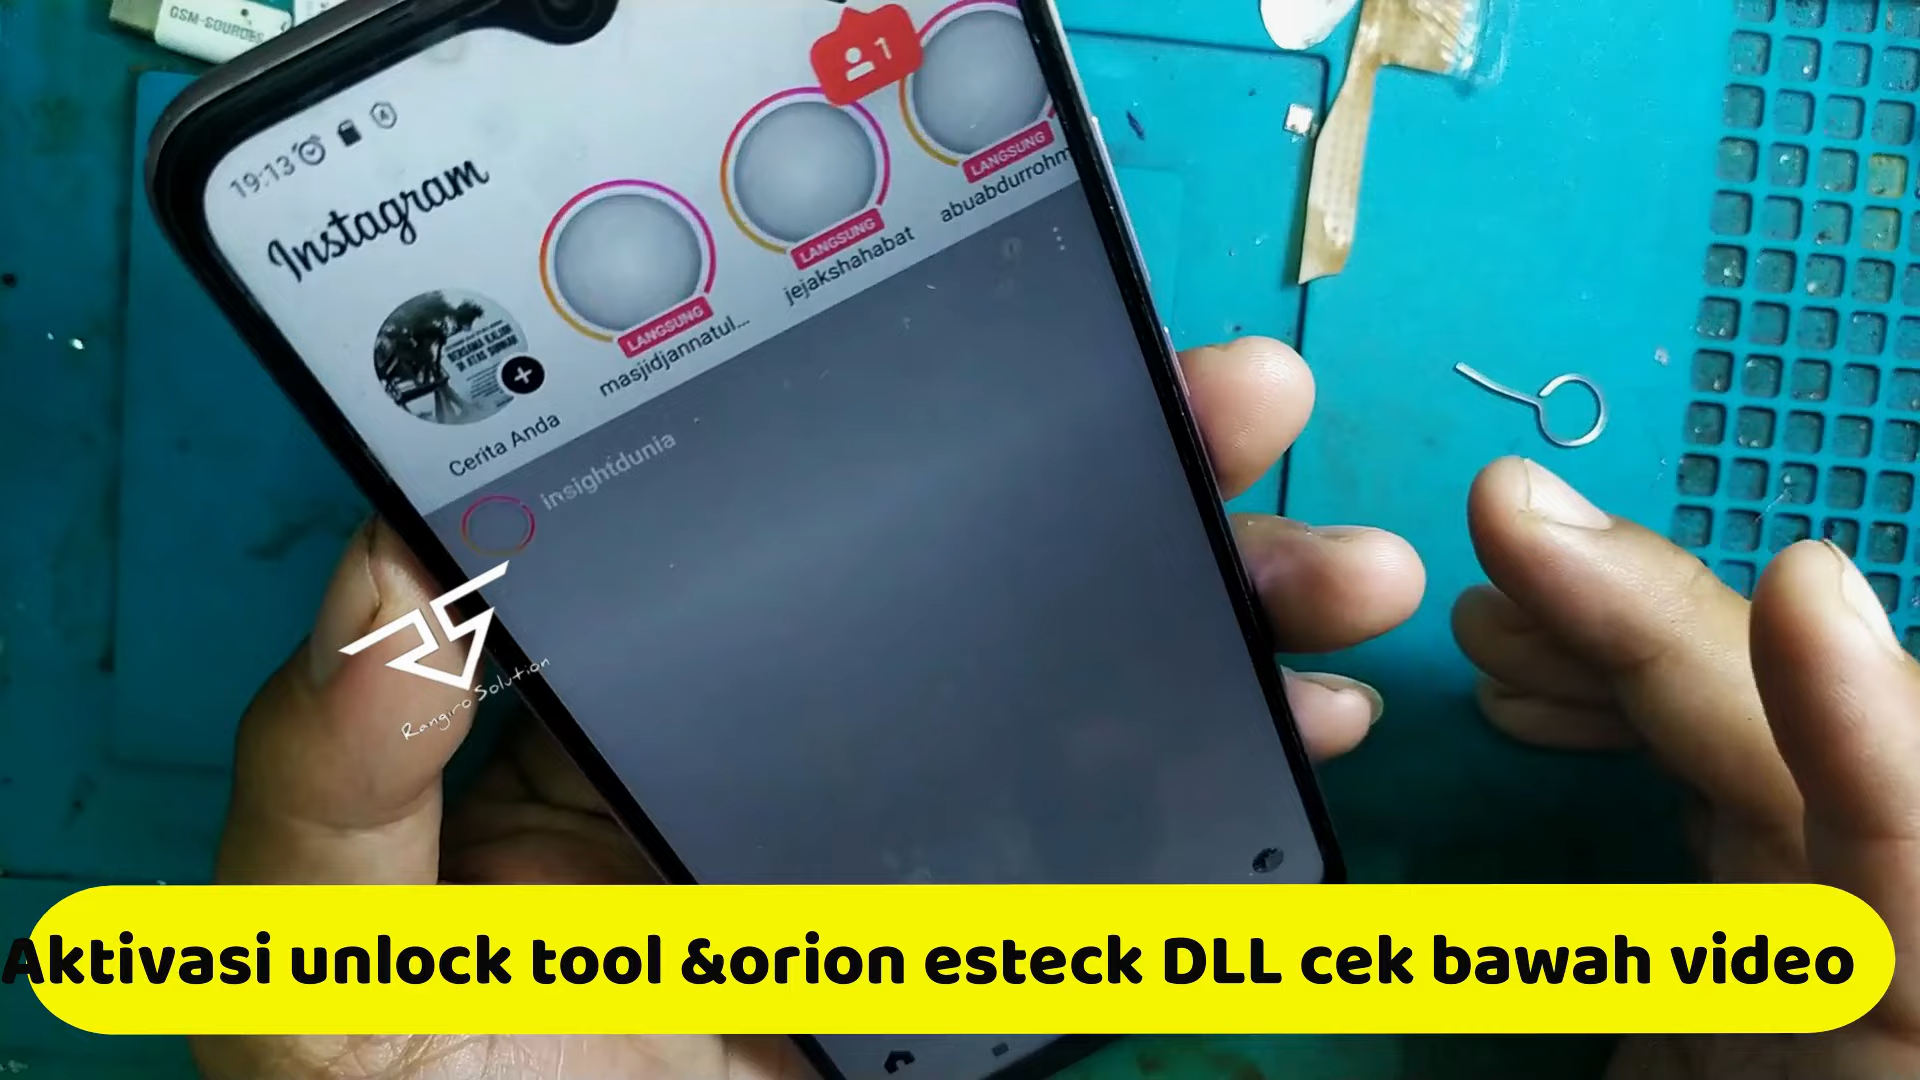 GSM-SOURCES
19:13
Instagram
1
LANGSUNG
LANGSUNG
LANGSUNG
Cerita Anda
masjidjannatul...
jejakshahabat
abuabdurrohm
insightdunia
RS
Rangiro Solution
Aktivasi unlock tool &orion esteck DLL cek bawah video